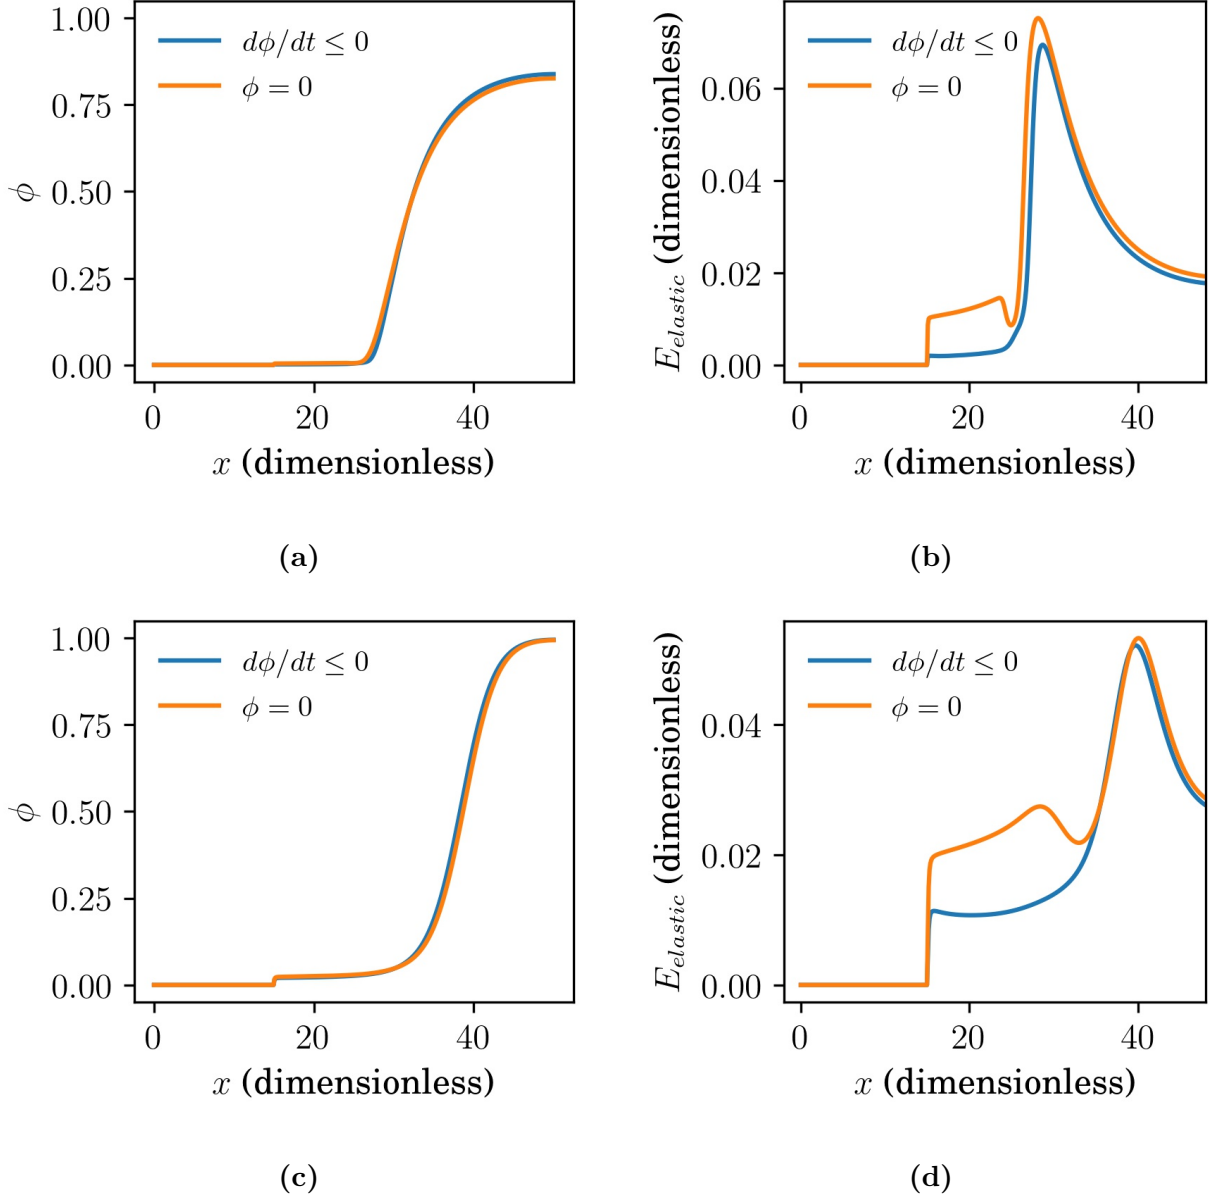 1.00
0.75
0.50
0.25
0.00
ϕ
dϕ/dt ≤ 0
ϕ = 0
0 20 40
x (dimensionless)
(a)
0.06
0.04
0.02
0.00
E_elastic (dimensionless)
dϕ/dt ≤ 0
ϕ = 0
0 20 40
x (dimensionless)
(b)
1.00
0.75
0.50
0.25
0.00
ϕ
dϕ/dt ≤ 0
ϕ = 0
0 20 40
x (dimensionless)
(c)
0.04
0.02
0.00
E_elastic (dimensionless)
dϕ/dt ≤ 0
ϕ = 0
0 20 40
x (dimensionless)
(d)